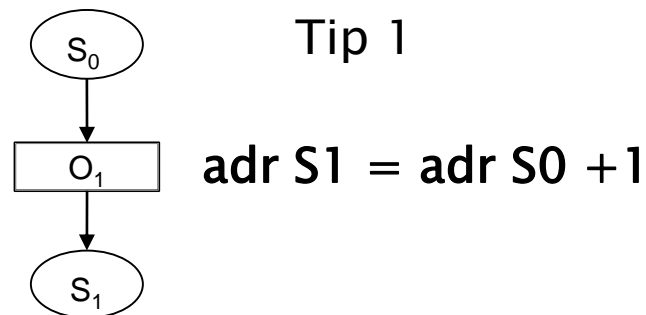 S₀
Tip 1
O₁
adr S1 = adr S0 +1
S₁